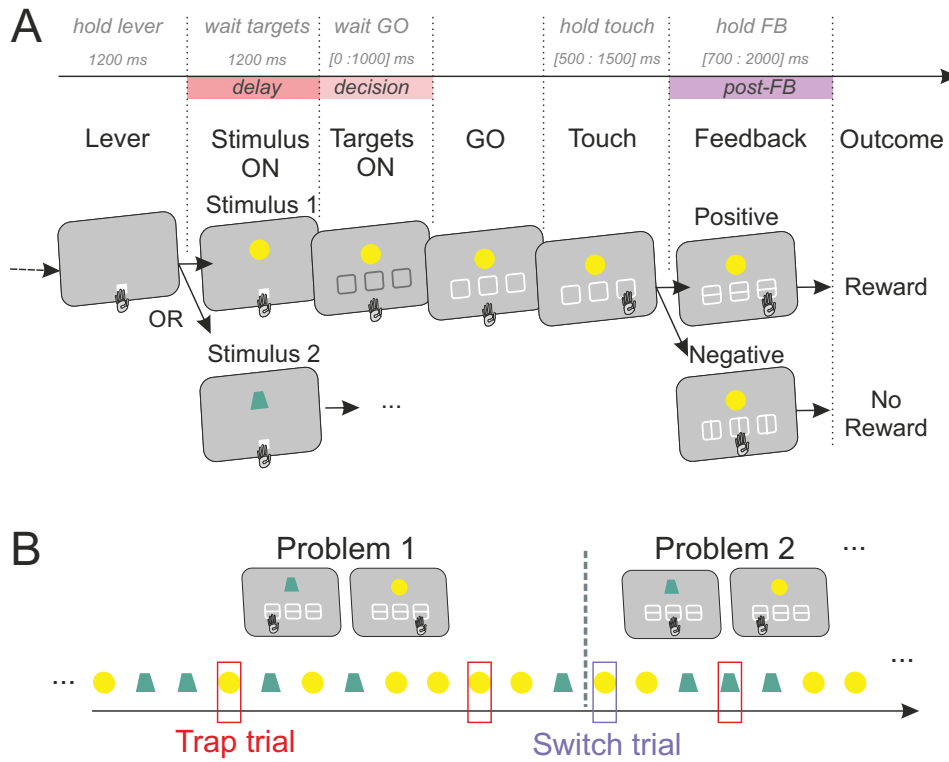 A
hold lever
wait targets
wait GO
hold touch
hold FB
1200 ms
1200 ms
[0 :1000] ms
[500 : 1500] ms
[700 : 2000] ms
delay
decision
post-FB
Lever
Stimulus
ON
Targets
ON
GO
Touch
Feedback
Outcome
Stimulus 1
Positive
OR
Reward
Stimulus 2
...
Negative
No
Reward
B
Problem 1
Problem 2
...
...
...
Trap trial
Switch trial